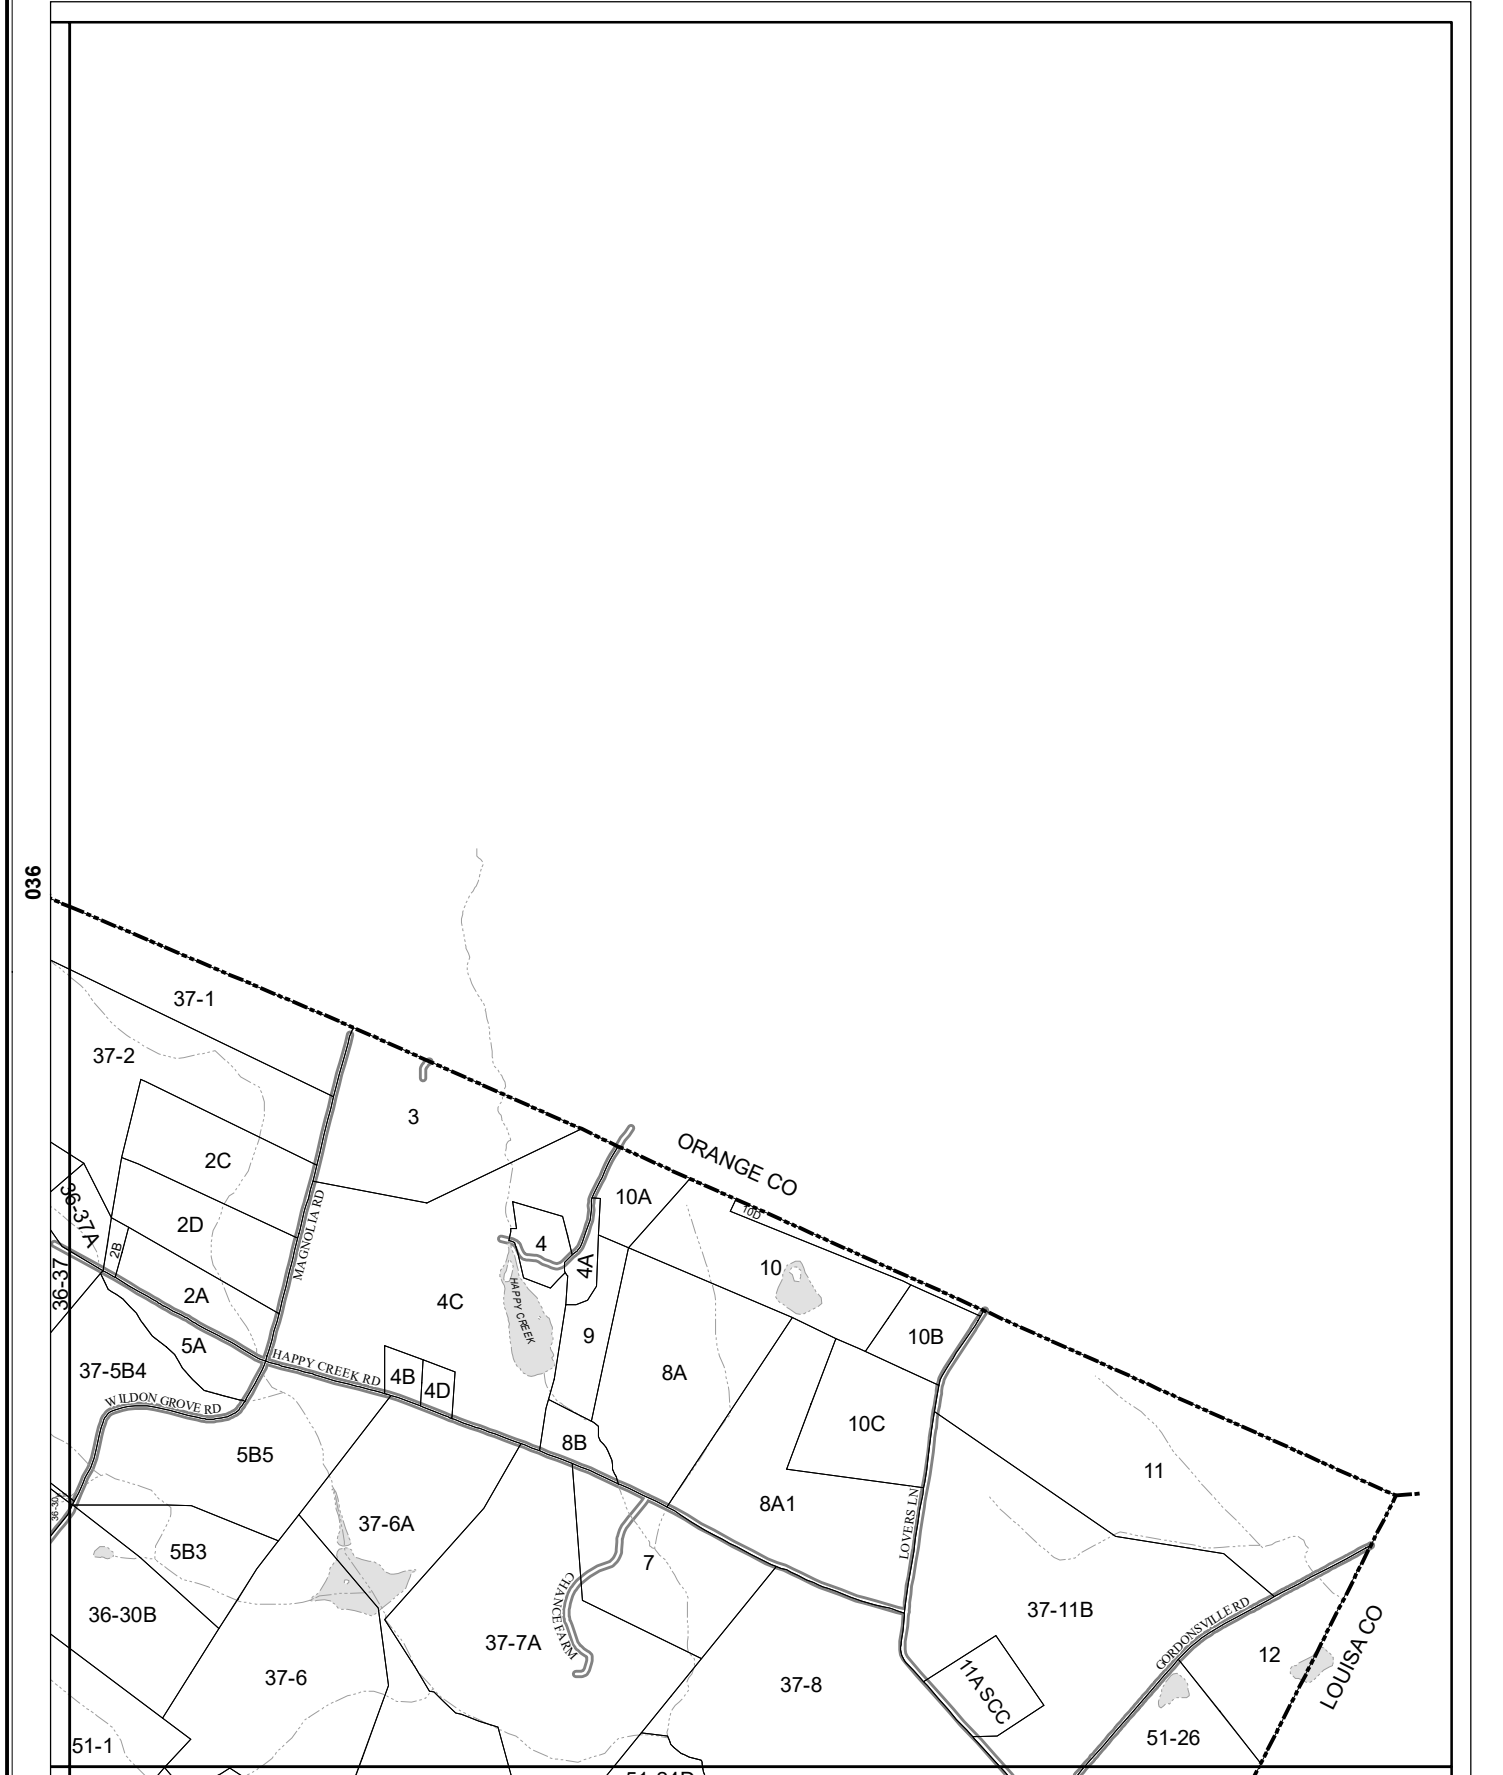 036
37-1
37-2
3
ORANGE CO
2C
10A
36-37A
10D
2D
MAGNOLIA RD
4
2B
4A
10
36-37
2A
4C
HAPPY CREEK
9
10B
5A
HAPPY CREEK RD
37-5B4
4B
4D
8A
WILDON GROVE RD
10C
8B
5B5
11
36-30
8A1
LOVERS LN
37-6A
5B3
7
36-30B
CHANCE FARM
37-11B
GORDONSVILLE RD
37-7A
12
LOUISA CO
37-6
37-8
11A SCC
51-1
51-26